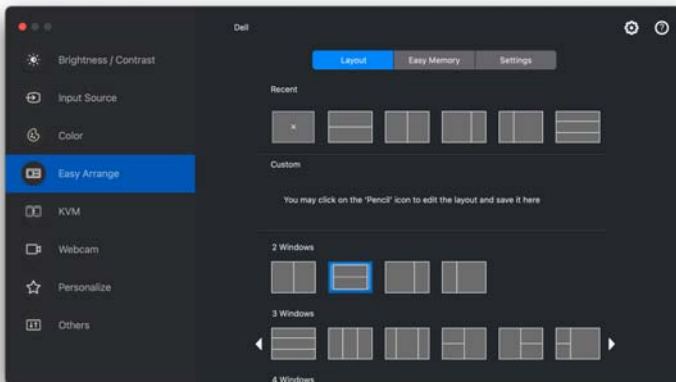 Dell
Brightness / Contrast
Input Source
Color
Easy Arrange
KVM
Webcam
Personalize
Others
Layout Easy Memory Settings
Recent
Custom
You may click on the 'Pencil' icon to edit the layout and save it here
2 Windows
3 Windows
4 Windows